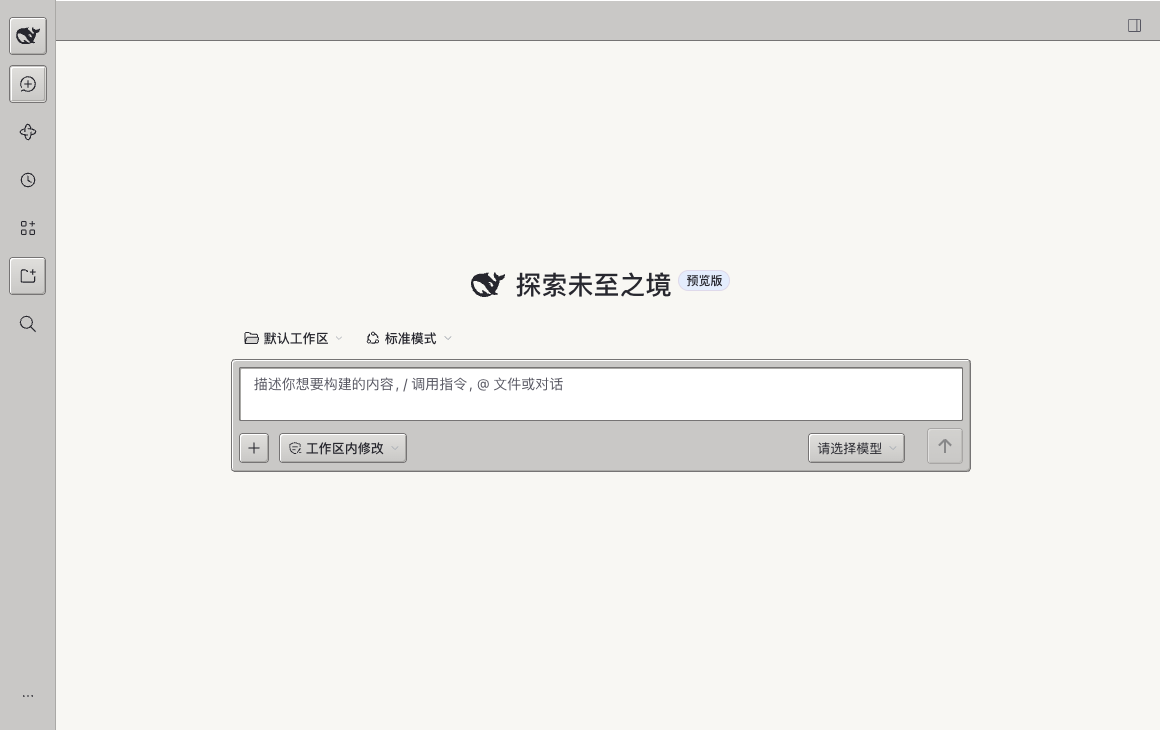 探索未至之境 预览版
默认工作区 标准模式
描述你想要构建的内容, / 调用指令, @ 文件或对话
工作区内修改 请选择模型